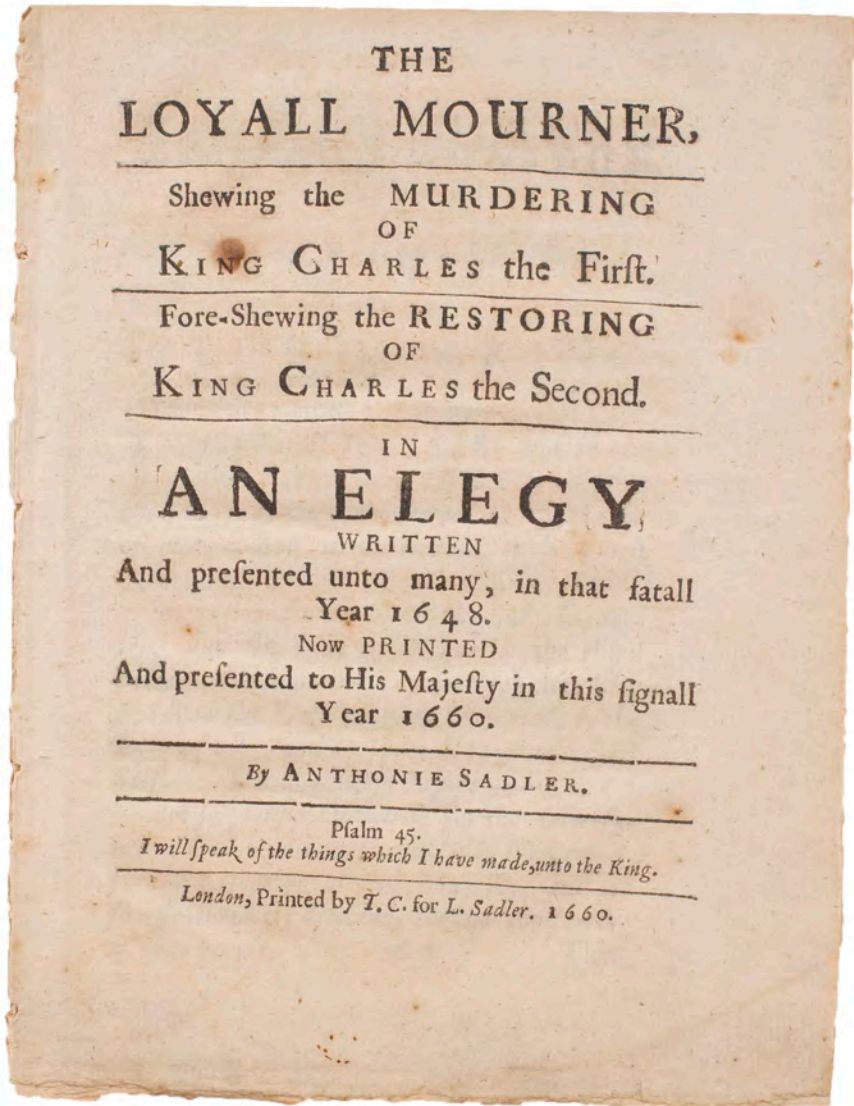 THE
LOYALL MOURNER,
Shewing the MURDERING
OF
KING CHARLES the Firſt.
Fore-Shewing the RESTORING
OF
KING CHARLES the Second.
IN
AN ELEGY,
WRITTEN
And preſented unto many, in that fatall
Year 1648.
Now PRINTED
And preſented to His Majeſty in this ſignall
Year 1660.
By ANTHONIE SADLER.
Pſalm 45.
I will ſpeak of the things which I have made, unto the King.
London, Printed by T. C. for L. Sadler. 1660.